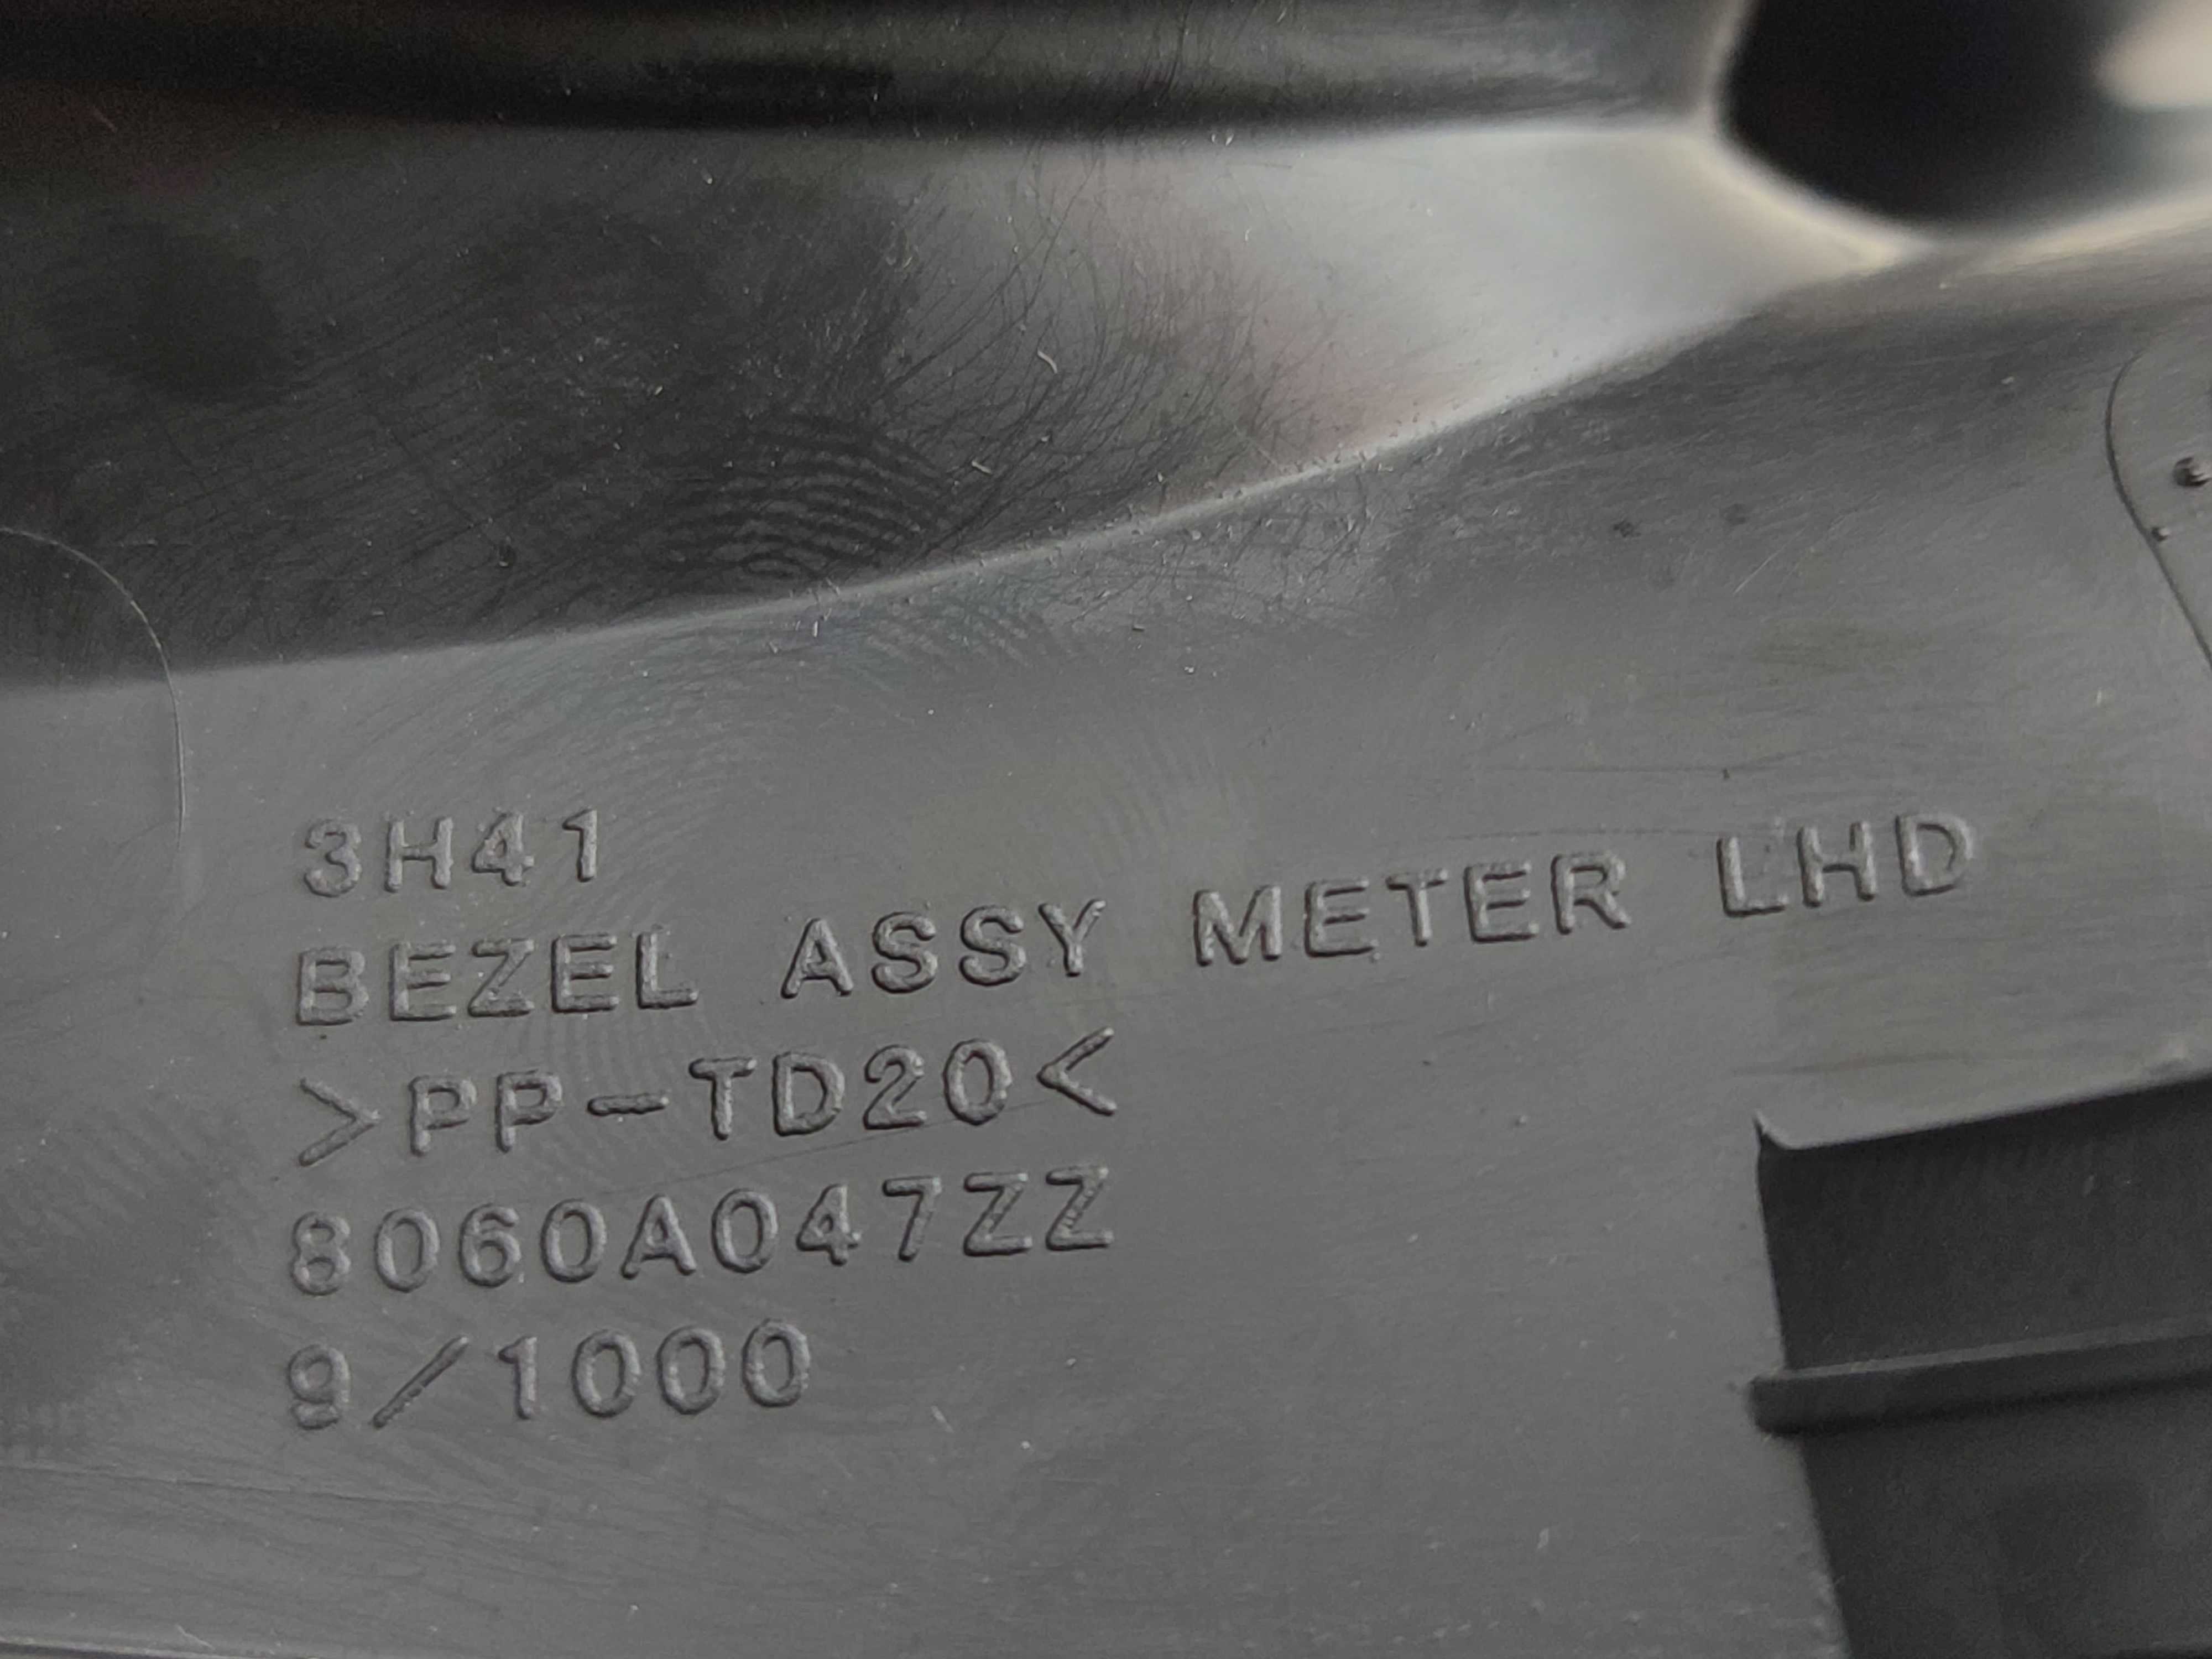 3H41
BEZEL ASSY METER LHD
>PP-TD20<
8060A047ZZ
9/1000